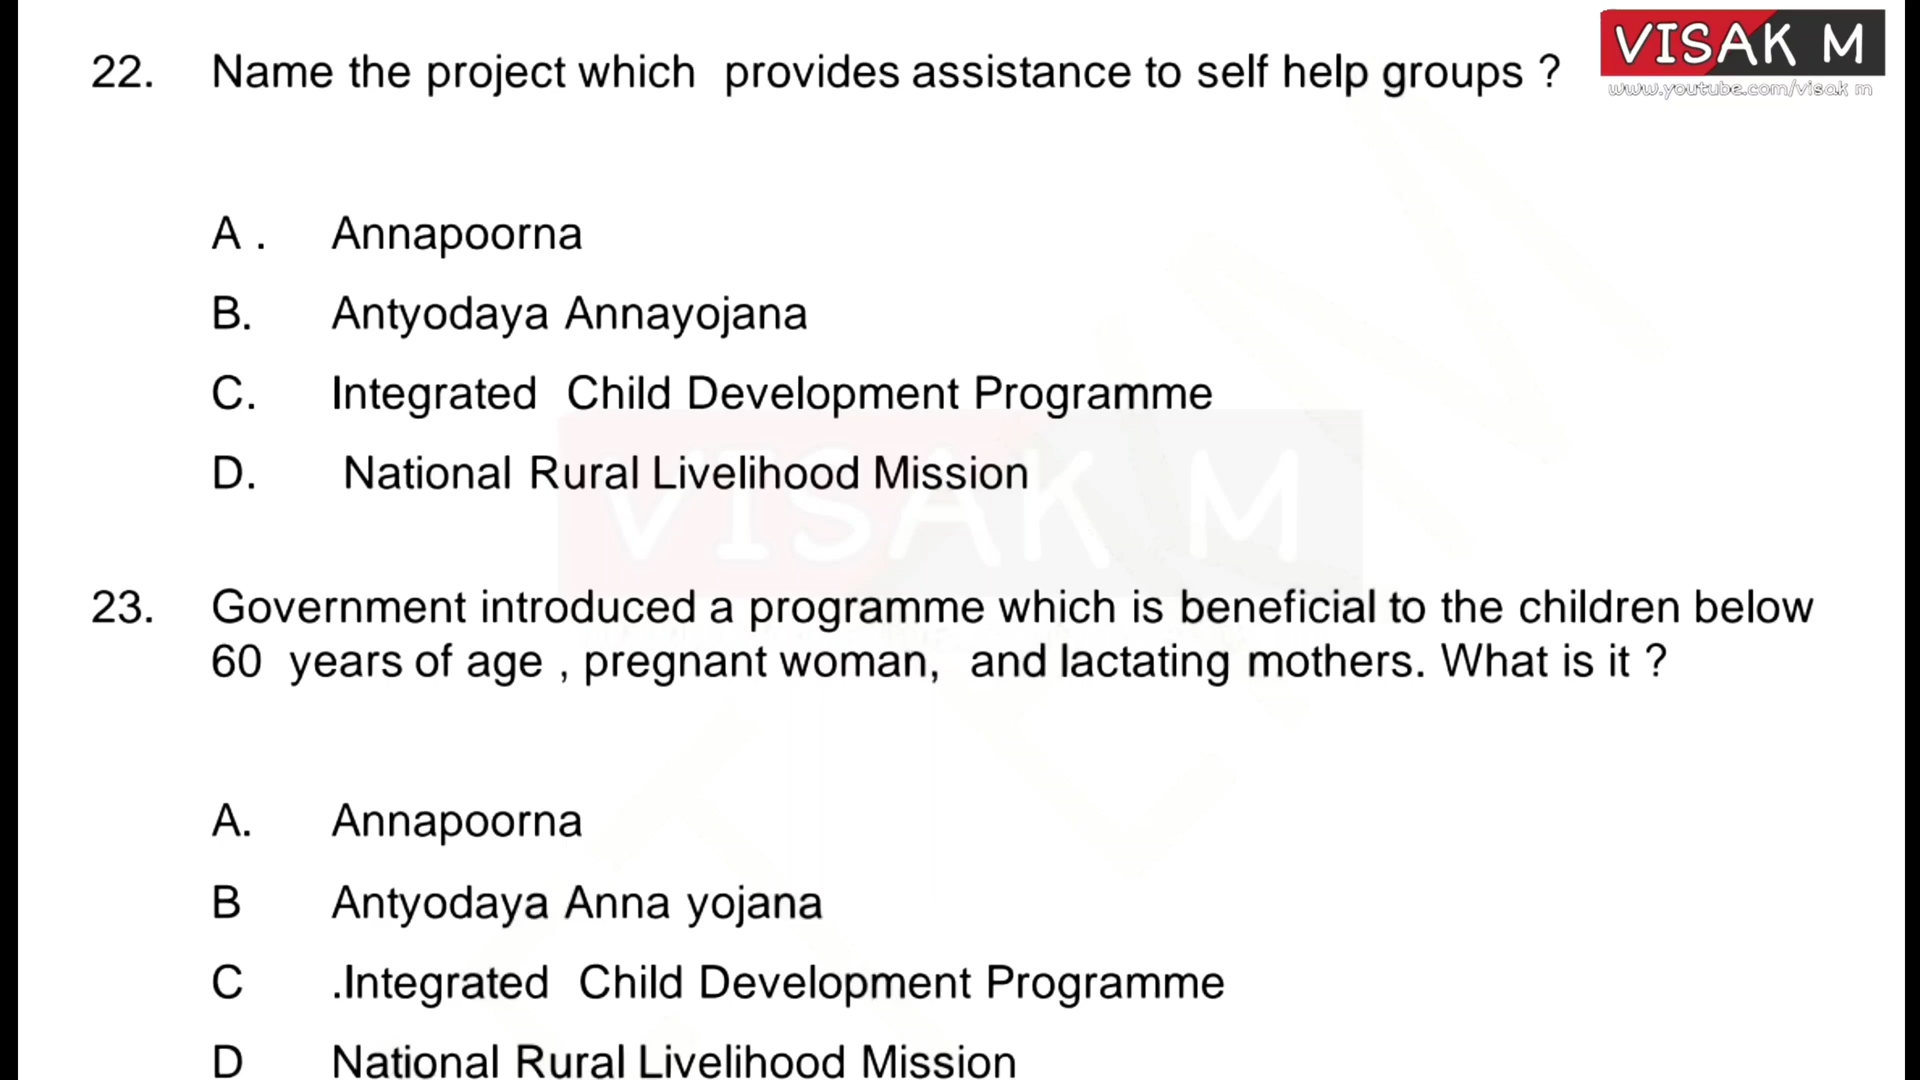 VISAK M
www.youtube.com/visak m
22. Name the project which provides assistance to self help groups ?
A . Annapoorna
B. Antyodaya Annayojana
C. Integrated Child Development Programme
D. National Rural Livelihood Mission
VISAK M
23. Government introduced a programme which is beneficial to the children below
60 years of age , pregnant woman, and lactating mothers. What is it ?
A. Annapoorna
B Antyodaya Anna yojana
C .Integrated Child Development Programme
D National Rural Livelihood Mission